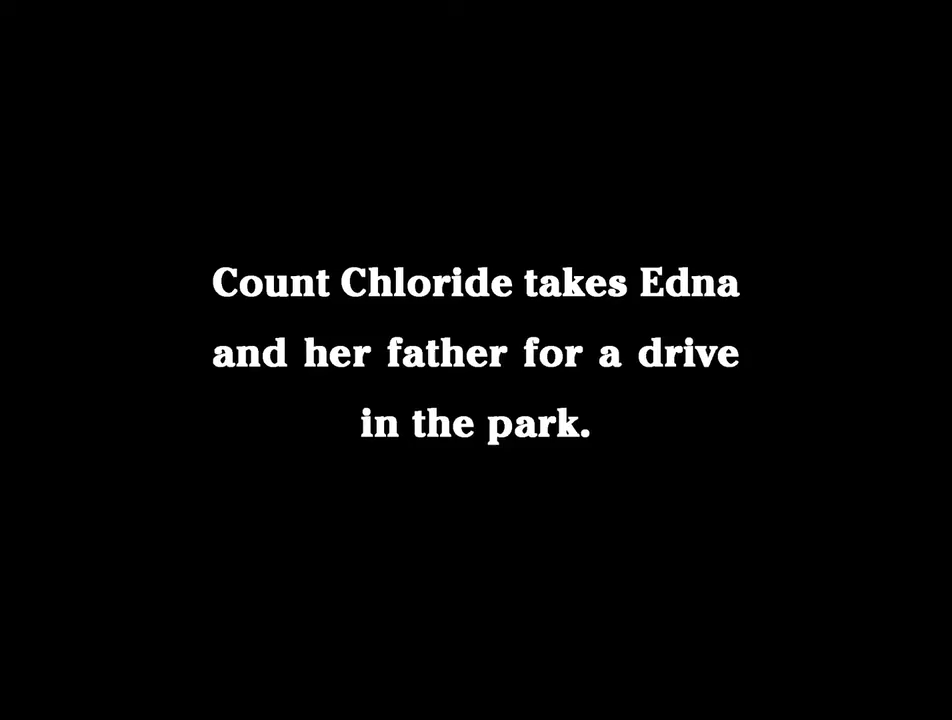 Count Chloride takes Edna
and her father for a drive
in the park.